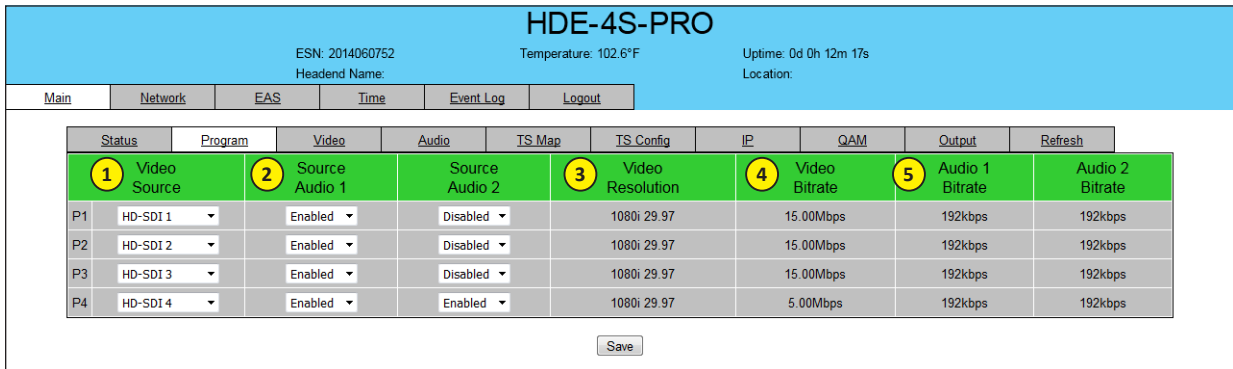 HDE-4S-PRO
ESN: 2014060752 Temperature: 102.6°F Uptime: 0d 0h 12m 17s
Headend Name: Location:
Main Network EAS Time Event Log Logout
Status Program Video Audio TS Map TS Config IP QAM Output Refresh
1 Video Source 2 Source Audio 1 Source Audio 2 3 Video Resolution 4 Video Bitrate 5 Audio 1 Bitrate Audio 2 Bitrate
P1 HD-SDI 1 Enabled Disabled 1080i 29.97 15.00Mbps 192kbps 192kbps
P2 HD-SDI 2 Enabled Disabled 1080i 29.97 15.00Mbps 192kbps 192kbps
P3 HD-SDI 3 Enabled Disabled 1080i 29.97 15.00Mbps 192kbps 192kbps
P4 HD-SDI 4 Enabled Enabled 1080i 29.97 5.00Mbps 192kbps 192kbps
Save